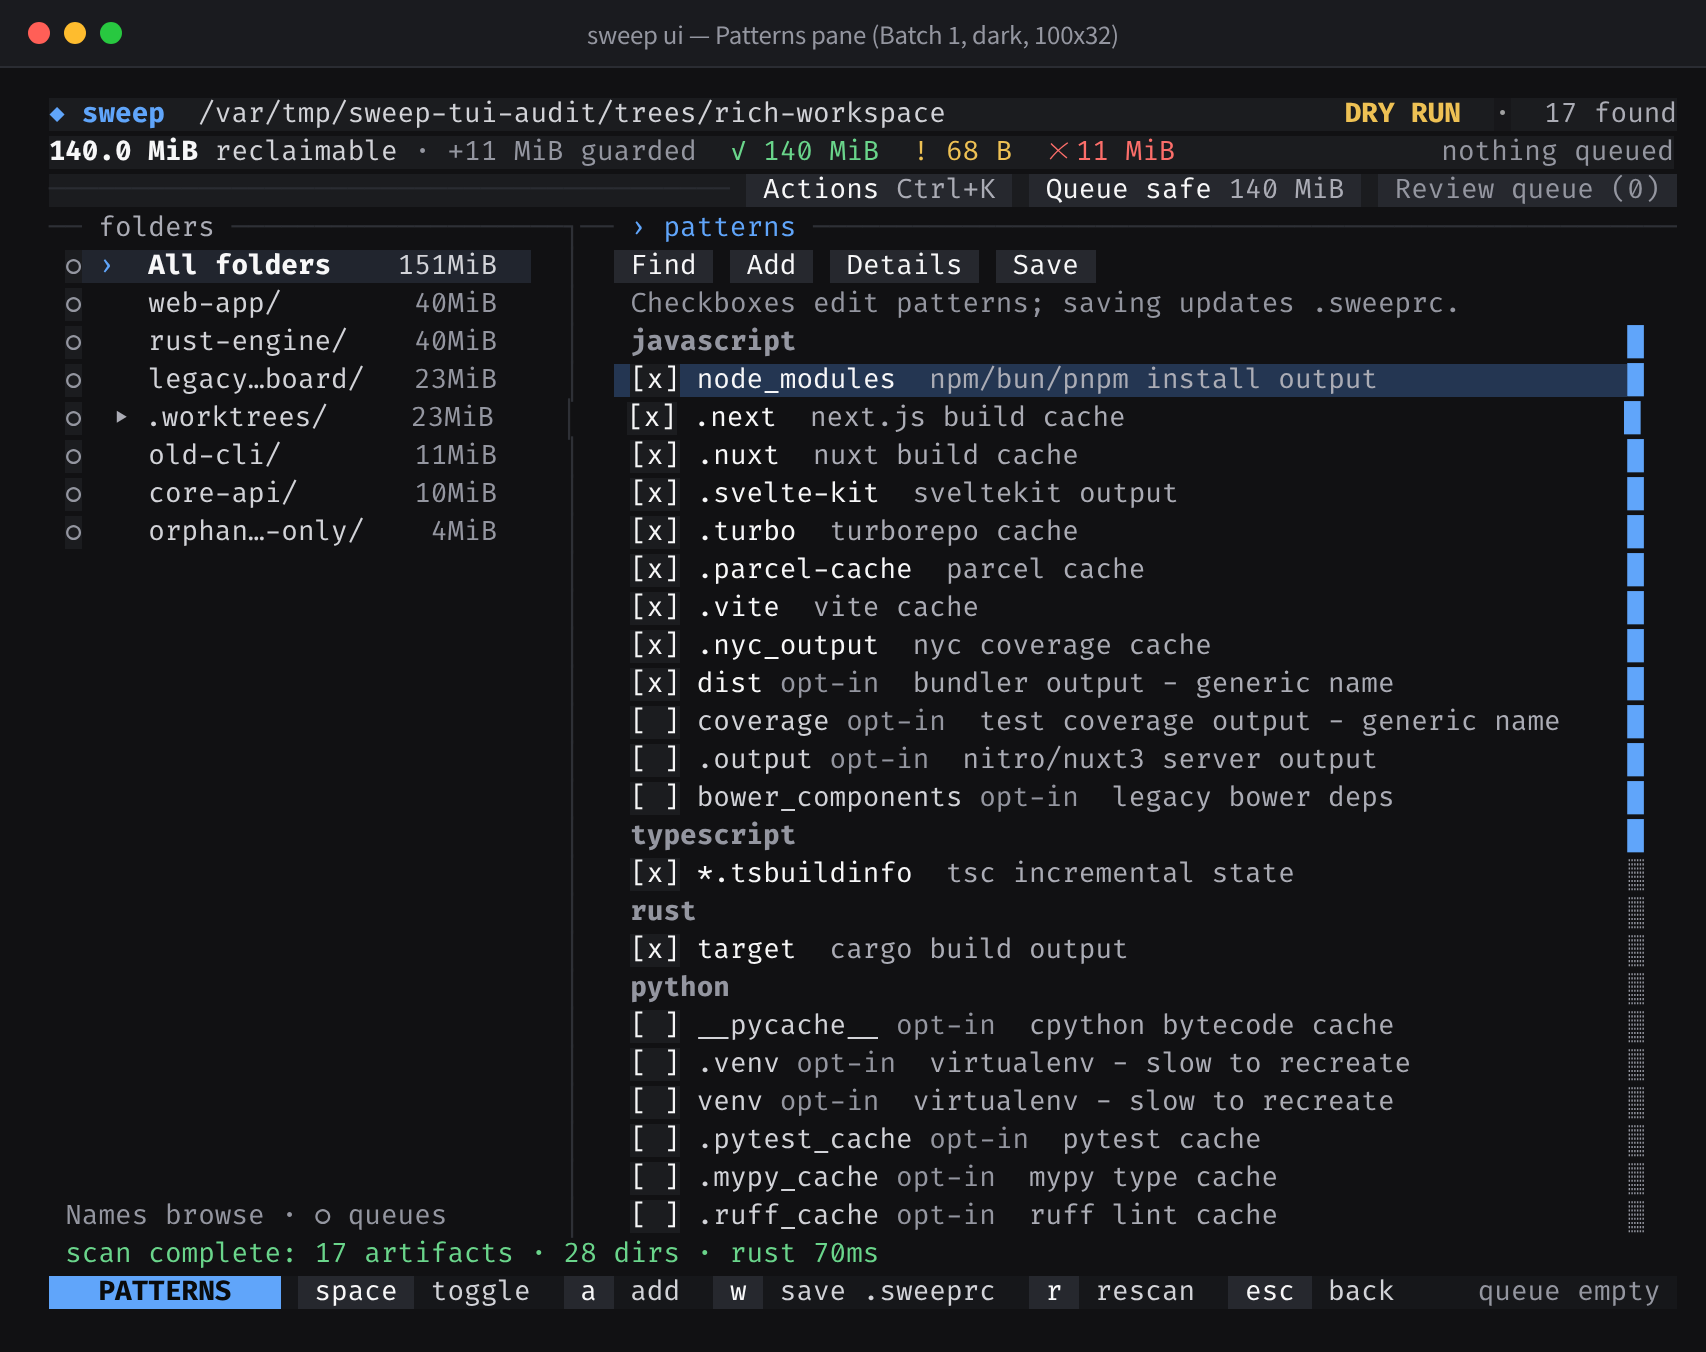 sweep ui — Patterns pane (Batch 1, dark, 100x32)
◆ sweep  /var/tmp/sweep-tui-audit/trees/rich-workspace  DRY RUN  ·  17 found
140.0 MiB reclaimable · +11 MiB guarded  √ 140 MiB  ! 68 B  ✕ 11 MiB  nothing queued
Actions Ctrl+K  Queue safe 140 MiB  Review queue (0)
folders
○ › All folders  151MiB
○ web-app/  40MiB
○ rust-engine/  40MiB
○ legacy…board/  23MiB
○ ▸ .worktrees/  23MiB
○ old-cli/  11MiB
○ core-api/  10MiB
○ orphan…-only/  4MiB
Names browse · ○ queues
› patterns
Find  Add  Details  Save
Checkboxes edit patterns; saving updates .sweeprc.
javascript
[x] node_modules  npm/bun/pnpm install output
[x] .next  next.js build cache
[x] .nuxt  nuxt build cache
[x] .svelte-kit  sveltekit output
[x] .turbo  turborepo cache
[x] .parcel-cache  parcel cache
[x] .vite  vite cache
[x] .nyc_output  nyc coverage cache
[x] dist opt-in  bundler output - generic name
[ ] coverage opt-in  test coverage output - generic name
[ ] .output opt-in  nitro/nuxt3 server output
[ ] bower_components opt-in  legacy bower deps
typescript
[x] *.tsbuildinfo  tsc incremental state
rust
[x] target  cargo build output
python
[ ] __pycache__ opt-in  cpython bytecode cache
[ ] .venv opt-in  virtualenv - slow to recreate
[ ] venv opt-in  virtualenv - slow to recreate
[ ] .pytest_cache opt-in  pytest cache
[ ] .mypy_cache opt-in  mypy type cache
[ ] .ruff_cache opt-in  ruff lint cache
scan complete: 17 artifacts · 28 dirs · rust 70ms
PATTERNS  space toggle  a add  w save .sweeprc  r rescan  esc back  queue empty